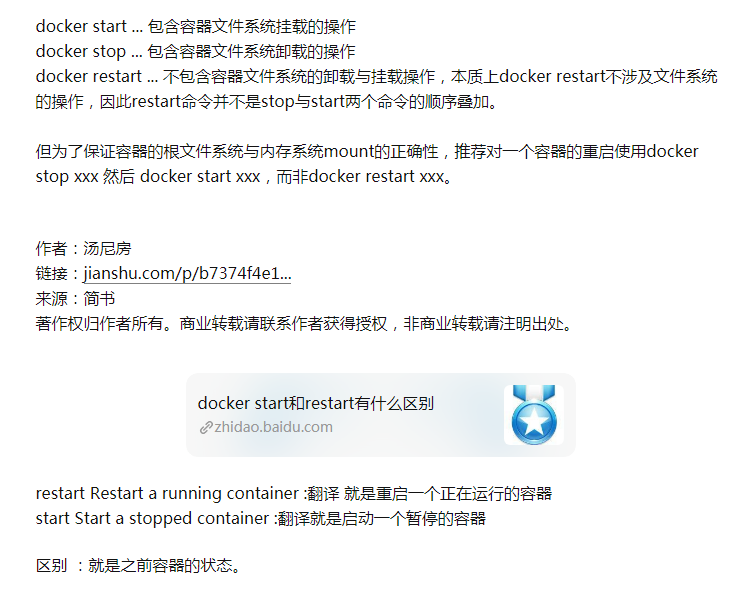 docker start ... 包含容器文件系统挂载的操作
docker stop ... 包含容器文件系统卸载的操作
docker restart ... 不包含容器文件系统的卸载与挂载操作，本质上docker restart不涉及文件系统
的操作，因此restart命令并不是stop与start两个命令的顺序叠加。
但为了保证容器的根文件系统与内存系统mount的正确性，推荐对一个容器的重启使用docker
stop xxx 然后 docker start xxx，而非docker restart xxx。
作者：汤尼房
链接：jianshu.com/p/b7374f4e1...
来源：简书
著作权归作者所有。商业转载请联系作者获得授权，非商业转载请注明出处。
docker start和restart有什么区别
zhidao.baidu.com
restart Restart a running container :翻译 就是重启一个正在运行的容器
start Start a stopped container :翻译就是启动一个暂停的容器
区别 ：就是之前容器的状态。